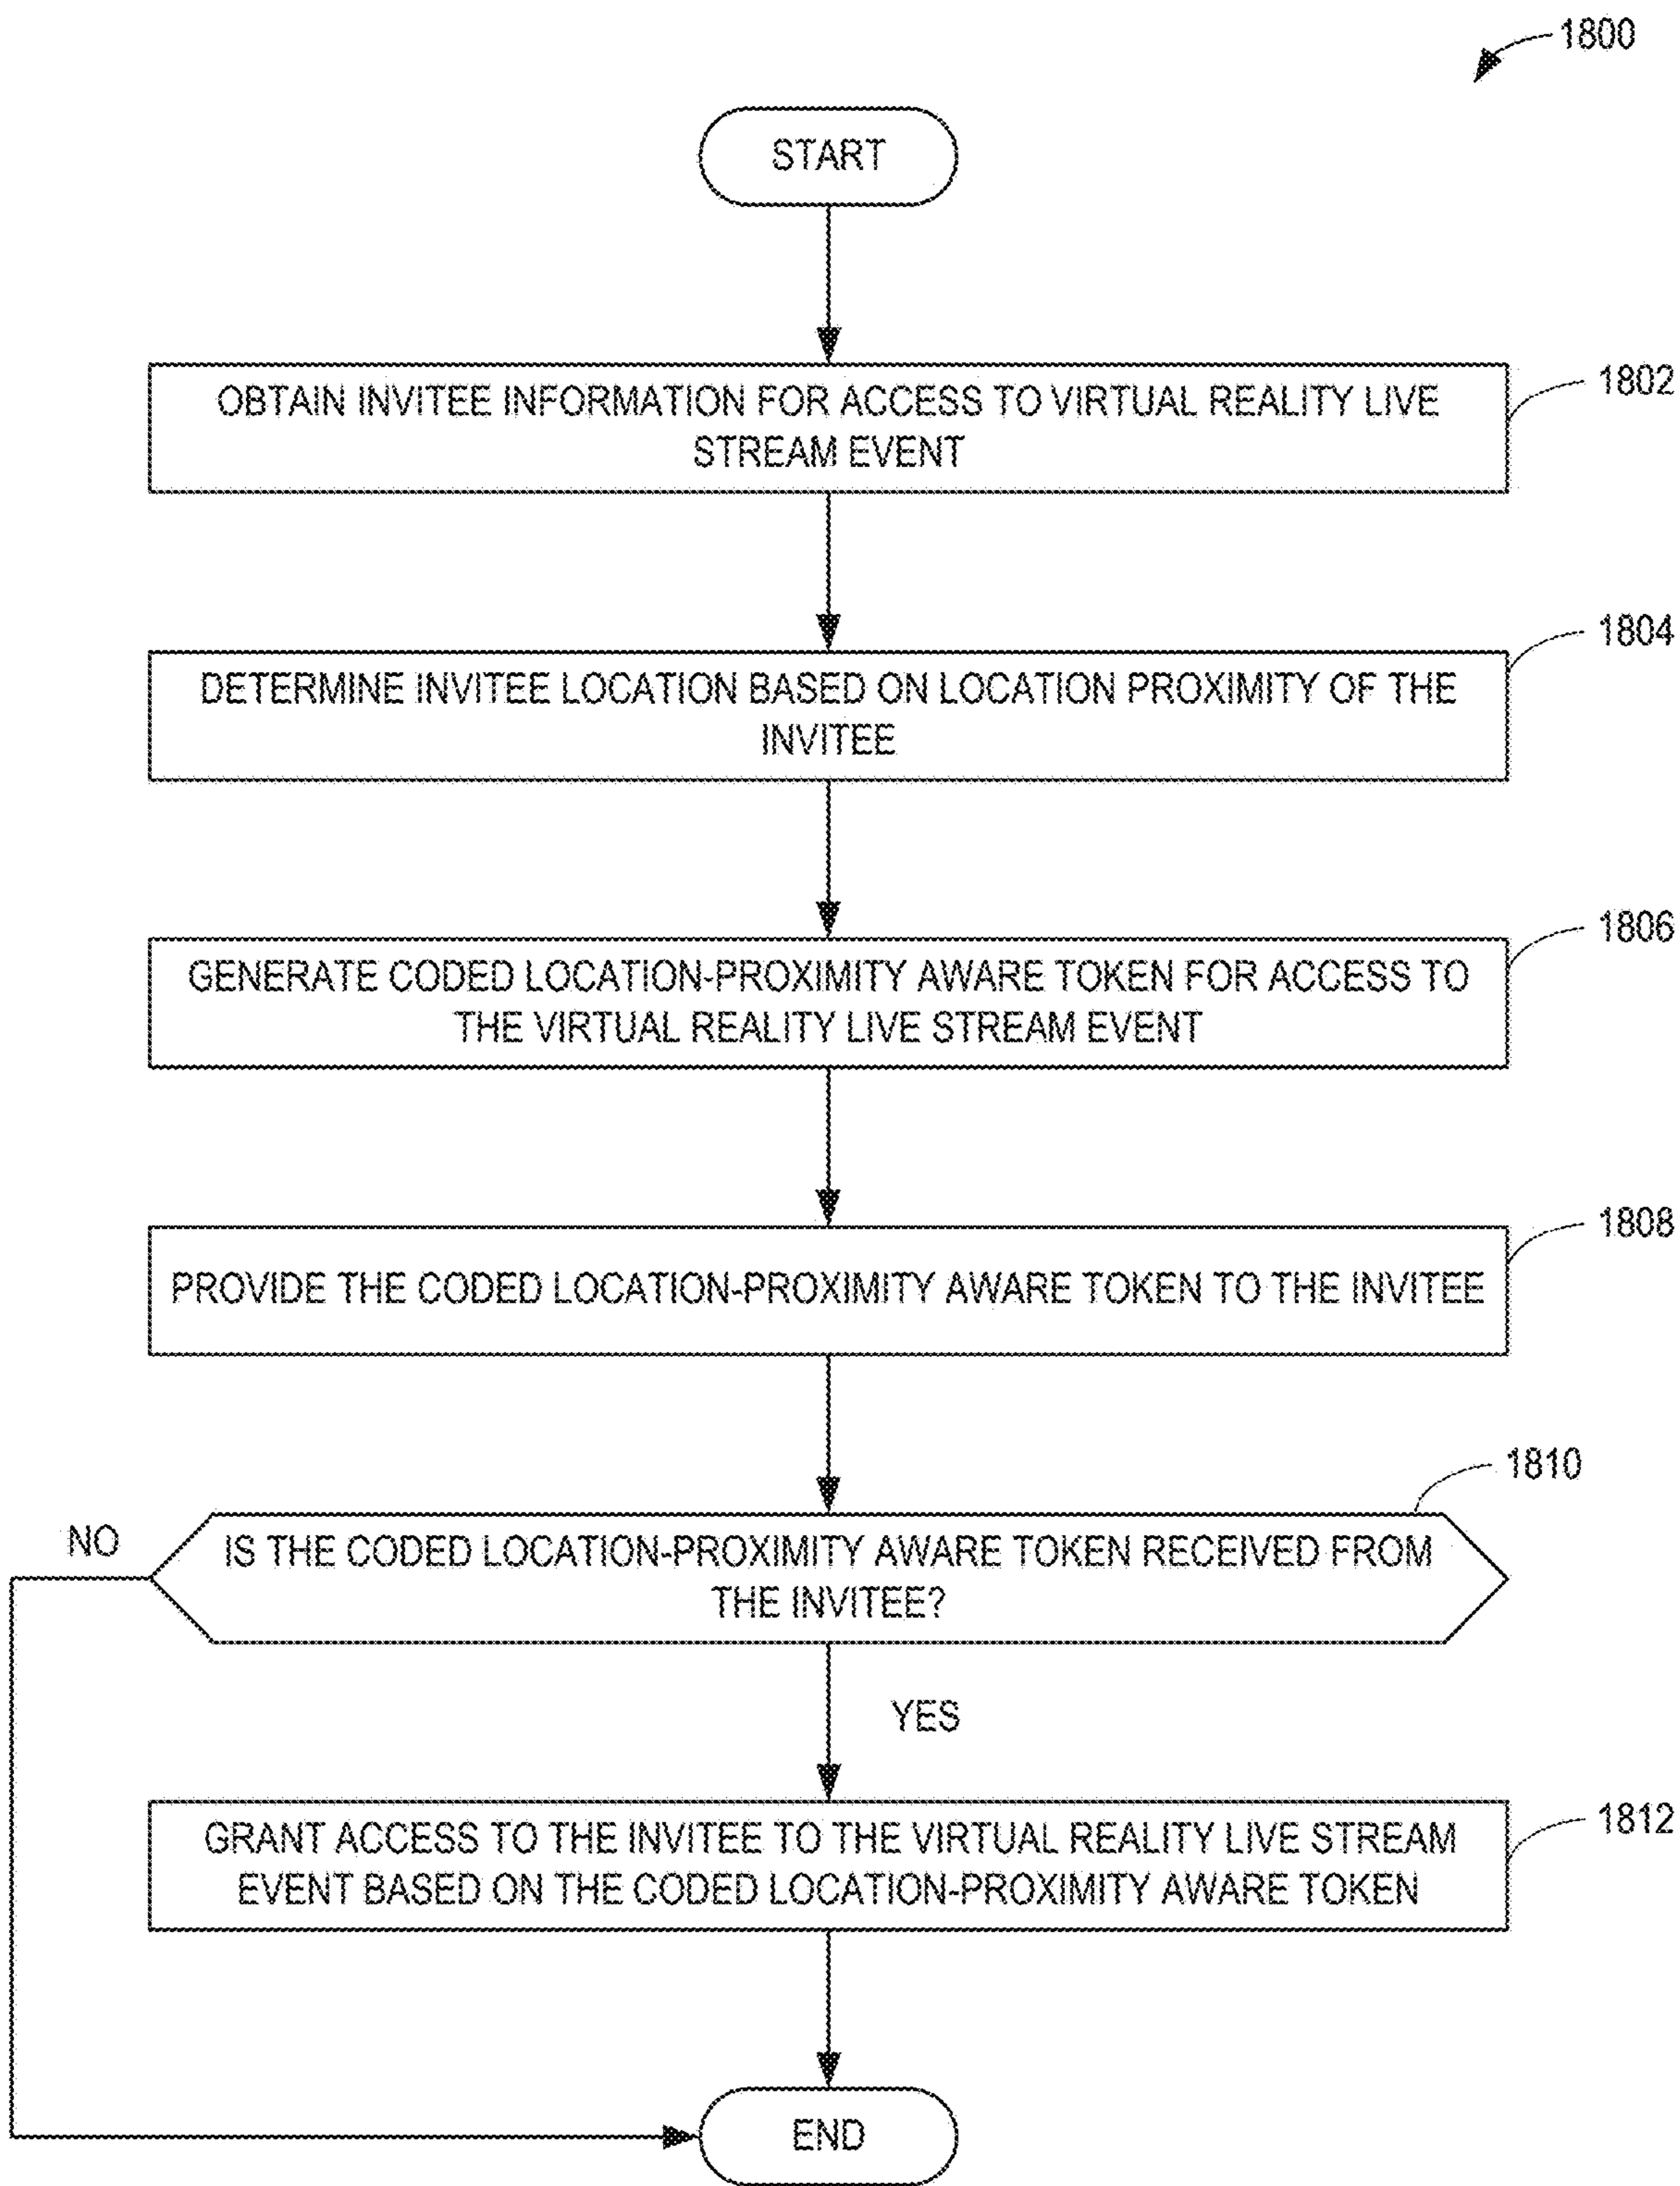 1800
START
OBTAIN INVITEE INFORMATION FOR ACCESS TO VIRTUAL REALITY LIVE
STREAM EVENT
1802
DETERMINE INVITEE LOCATION BASED ON LOCATION PROXIMITY OF THE
INVITEE
1804
GENERATE CODED LOCATION-PROXIMITY AWARE TOKEN FOR ACCESS TO
THE VIRTUAL REALITY LIVE STREAM EVENT
1806
PROVIDE THE CODED LOCATION-PROXIMITY AWARE TOKEN TO THE INVITEE
1808
IS THE CODED LOCATION-PROXIMITY AWARE TOKEN RECEIVED FROM
THE INVITEE?
1810
NO
YES
GRANT ACCESS TO THE INVITEE TO THE VIRTUAL REALITY LIVE STREAM
EVENT BASED ON THE CODED LOCATION-PROXIMITY AWARE TOKEN
1812
END